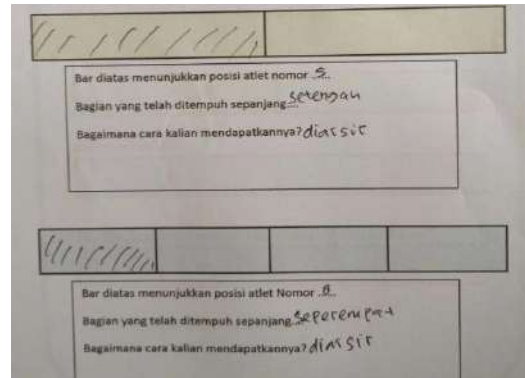 Bar diatas menunjukkan posisi atlet nomor .5..
Bagian yang telah ditempuh sepanjang...setengah
Bagaimana cara kalian mendapatkannya? diarsir
Bar diatas menunjukkan posisi atlet Nomor .8..
Bagian yang telah ditempuh sepanjang..seperempat
Bagaimana cara kalian mendapatkannya? diarsir